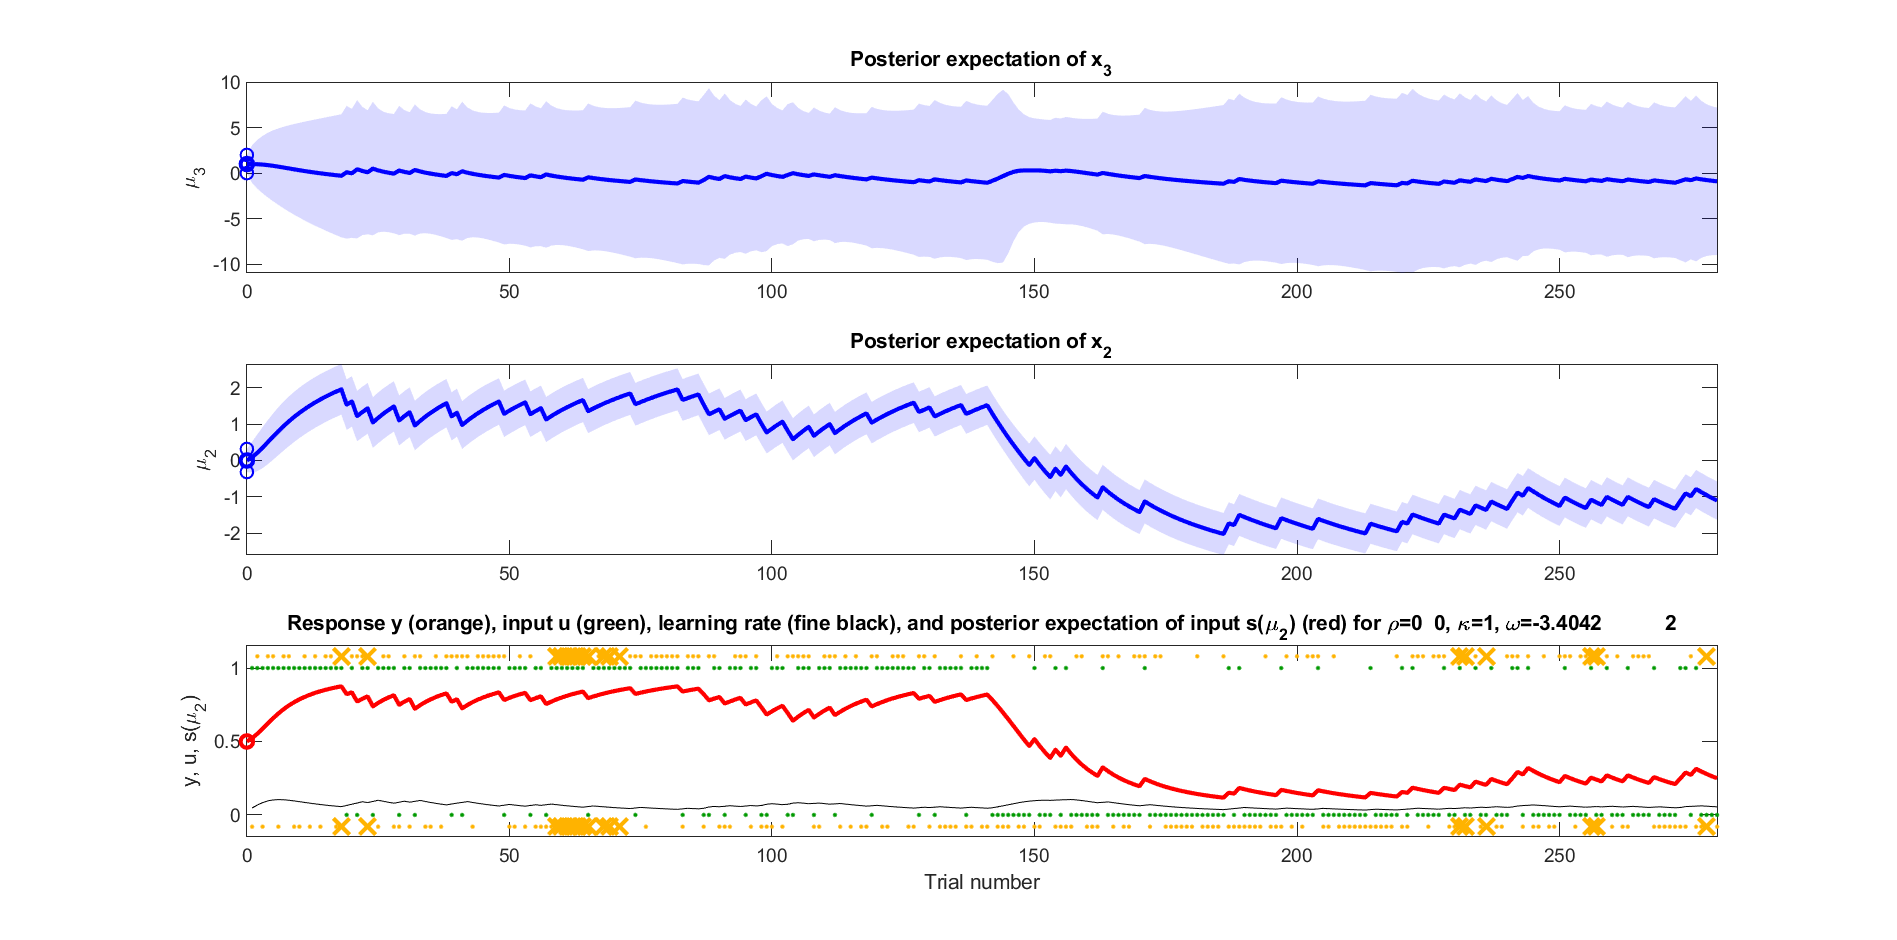 Posterior expectation of x3
10
5
0
-5
-10
μ3
0 50 100 150 200 250
Posterior expectation of x2
2
1
0
-1
-2
μ2
0 50 100 150 200 250
Response y (orange), input u (green), learning rate (fine black), and posterior expectation of input s(μ2) (red) for ρ=0 0, κ=1, ω=-3.4042 2
1
0.5
0
y, u, s(μ2)
0 50 100 150 200 250
Trial number